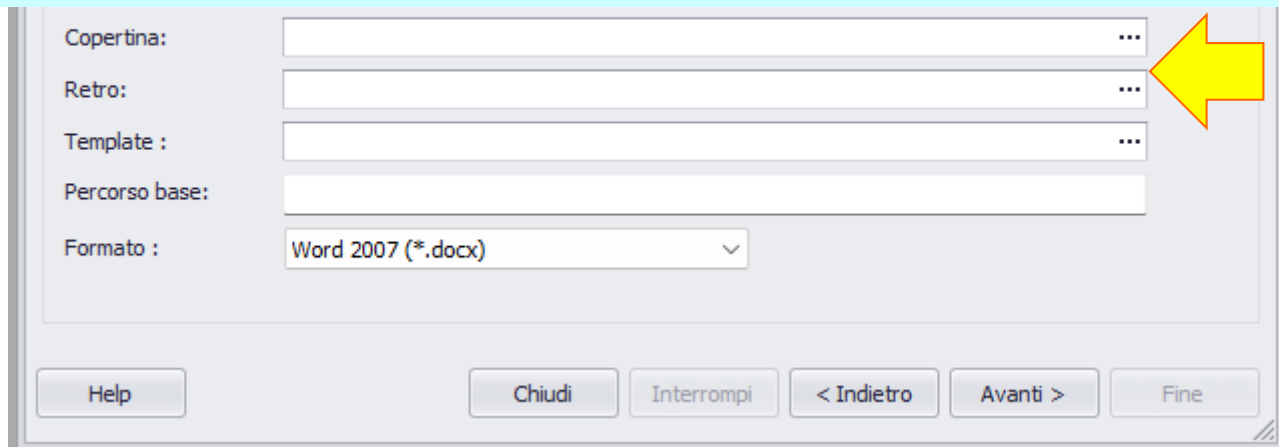 Copertina:
...
Retro:
...
Template :
...
Percorso base:
Formato :
Word 2007 (*.docx)
Help
Chiudi
Interrompi
< Indietro
Avanti >
Fine